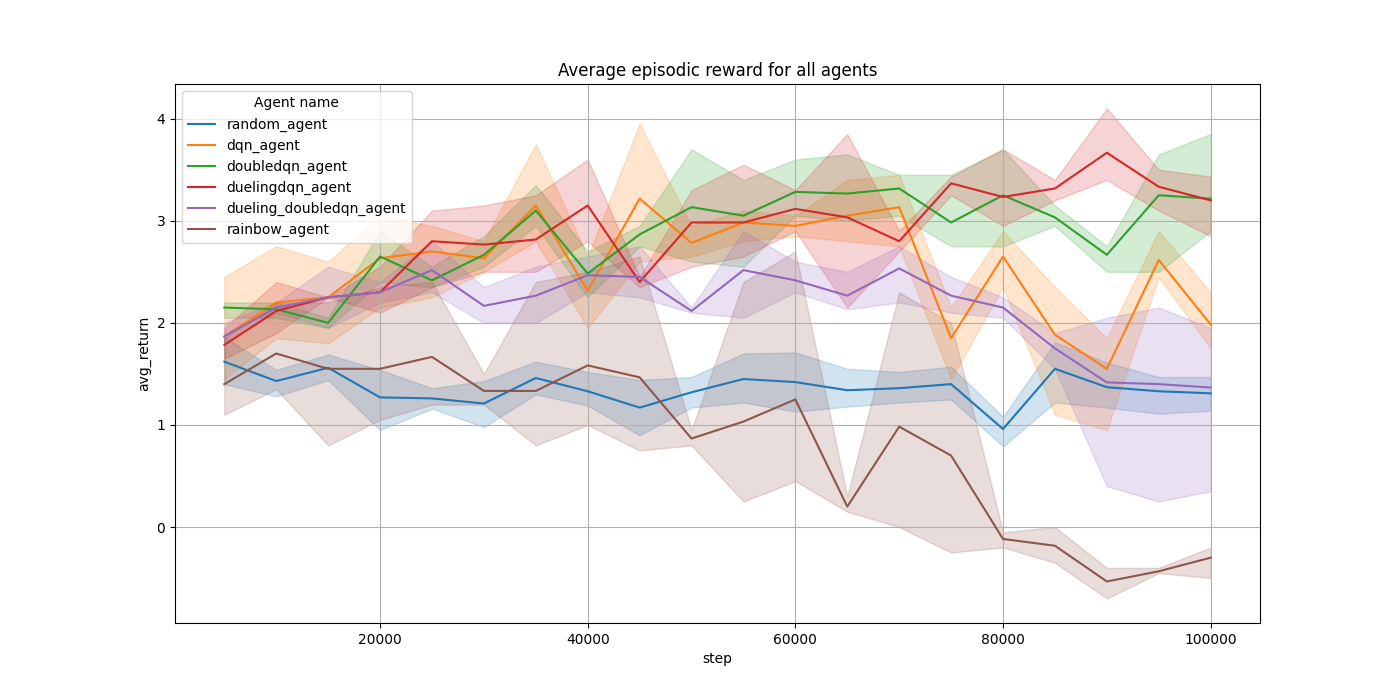 Average episodic reward for all agents
Agent name
random_agent
dqn_agent
doubledqn_agent
duelingdqn_agent
dueling_doubledqn_agent
rainbow_agent
4
3
2
1
0
avg_return
20000 40000 60000 80000 100000
step